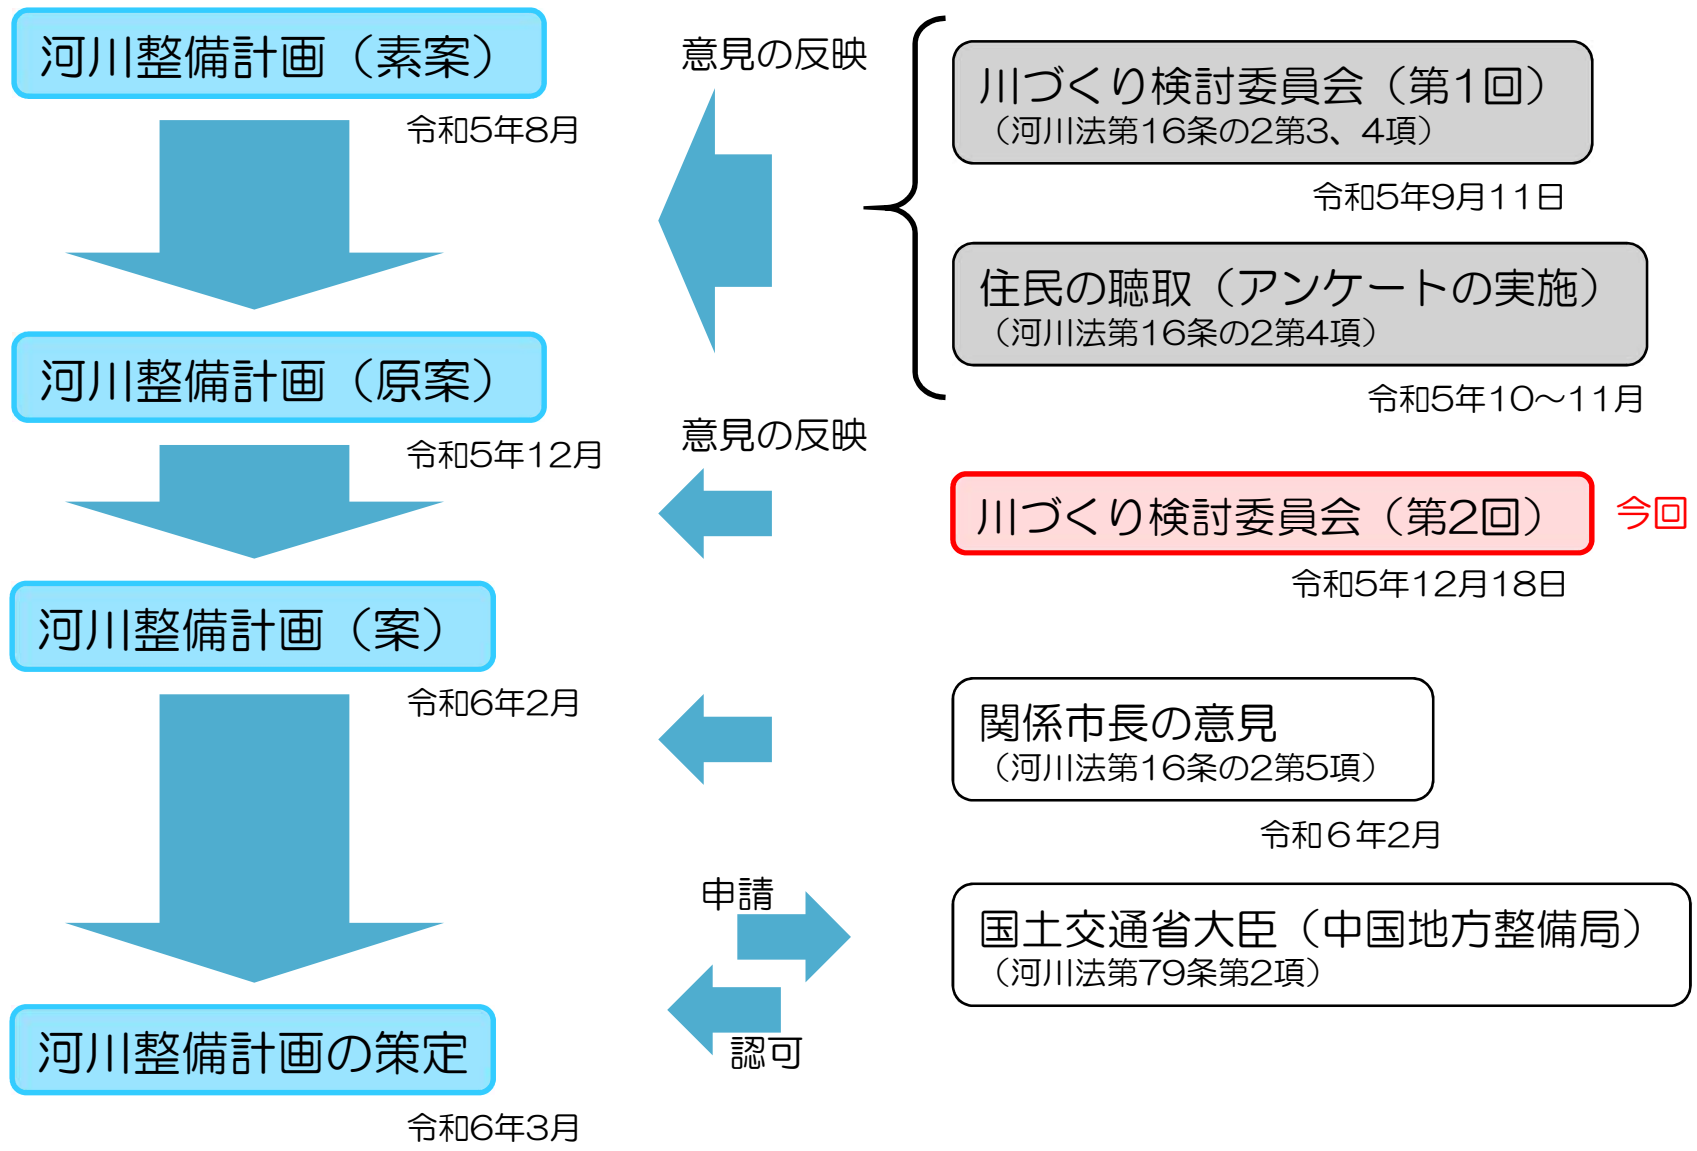 河川整備計画（素案）
令和5年8月
意見の反映
川づくり検討委員会（第1回）
（河川法第16条の2第3、4項）
令和5年9月11日
住民の聴取（アンケートの実施）
（河川法第16条の2第4項）
令和5年10～11月
河川整備計画（原案）
令和5年12月
意見の反映
川づくり検討委員会（第2回）
今回
令和5年12月18日
河川整備計画（案）
令和6年2月
関係市長の意見
（河川法第16条の2第5項）
令和６年2月
申請
国土交通省大臣（中国地方整備局）
（河川法第79条第2項）
認可
河川整備計画の策定
令和6年3月